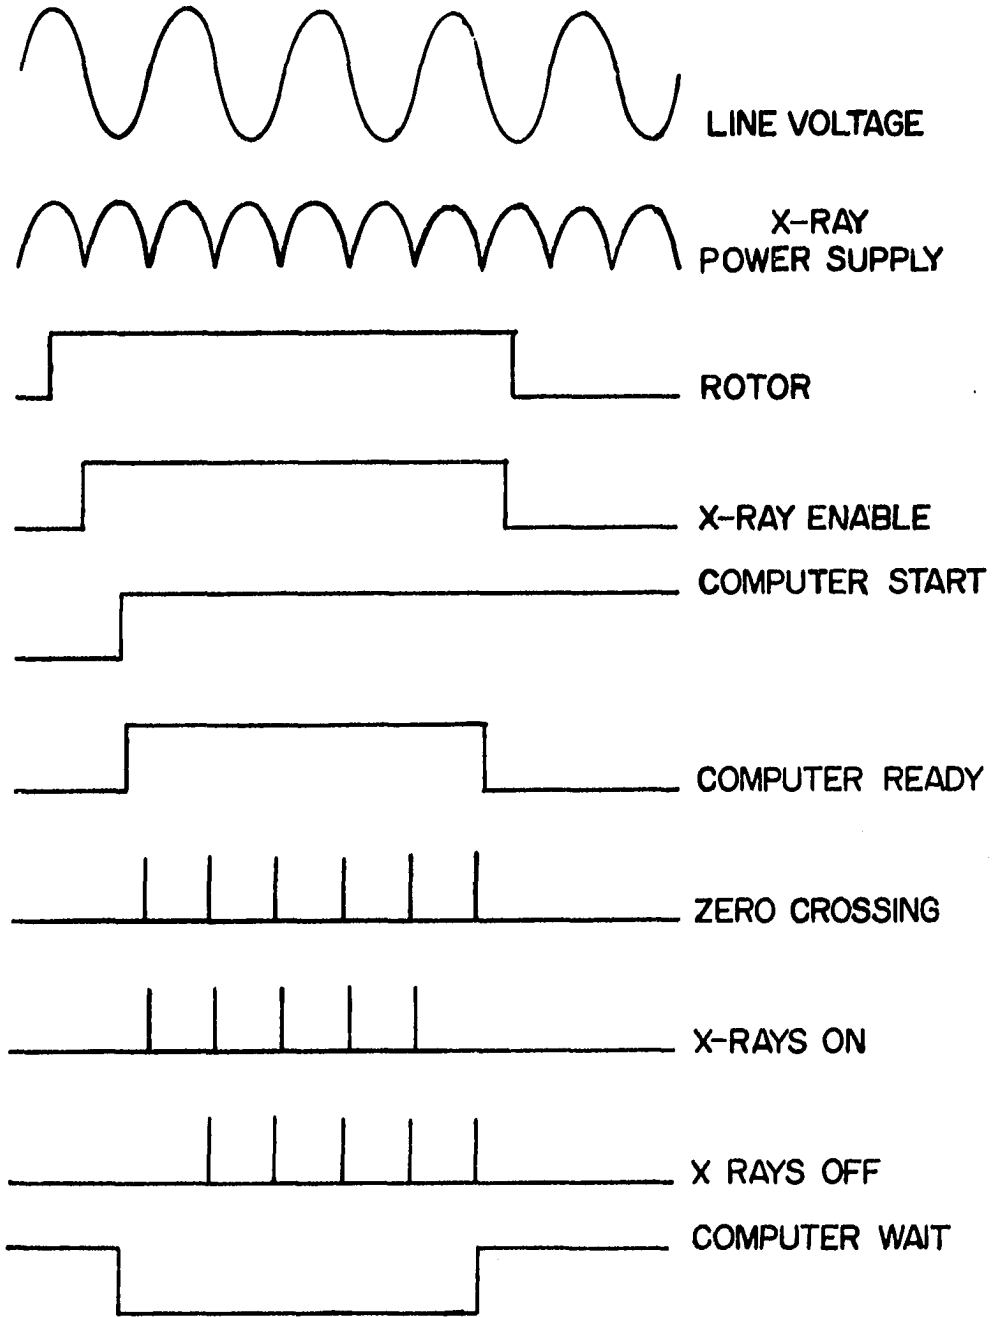 LINE VOLTAGE
X-RAY
POWER SUPPLY
ROTOR
X-RAY ENABLE
COMPUTER START
COMPUTER READY
ZERO CROSSING
X-RAYS ON
X RAYS OFF
COMPUTER WAIT